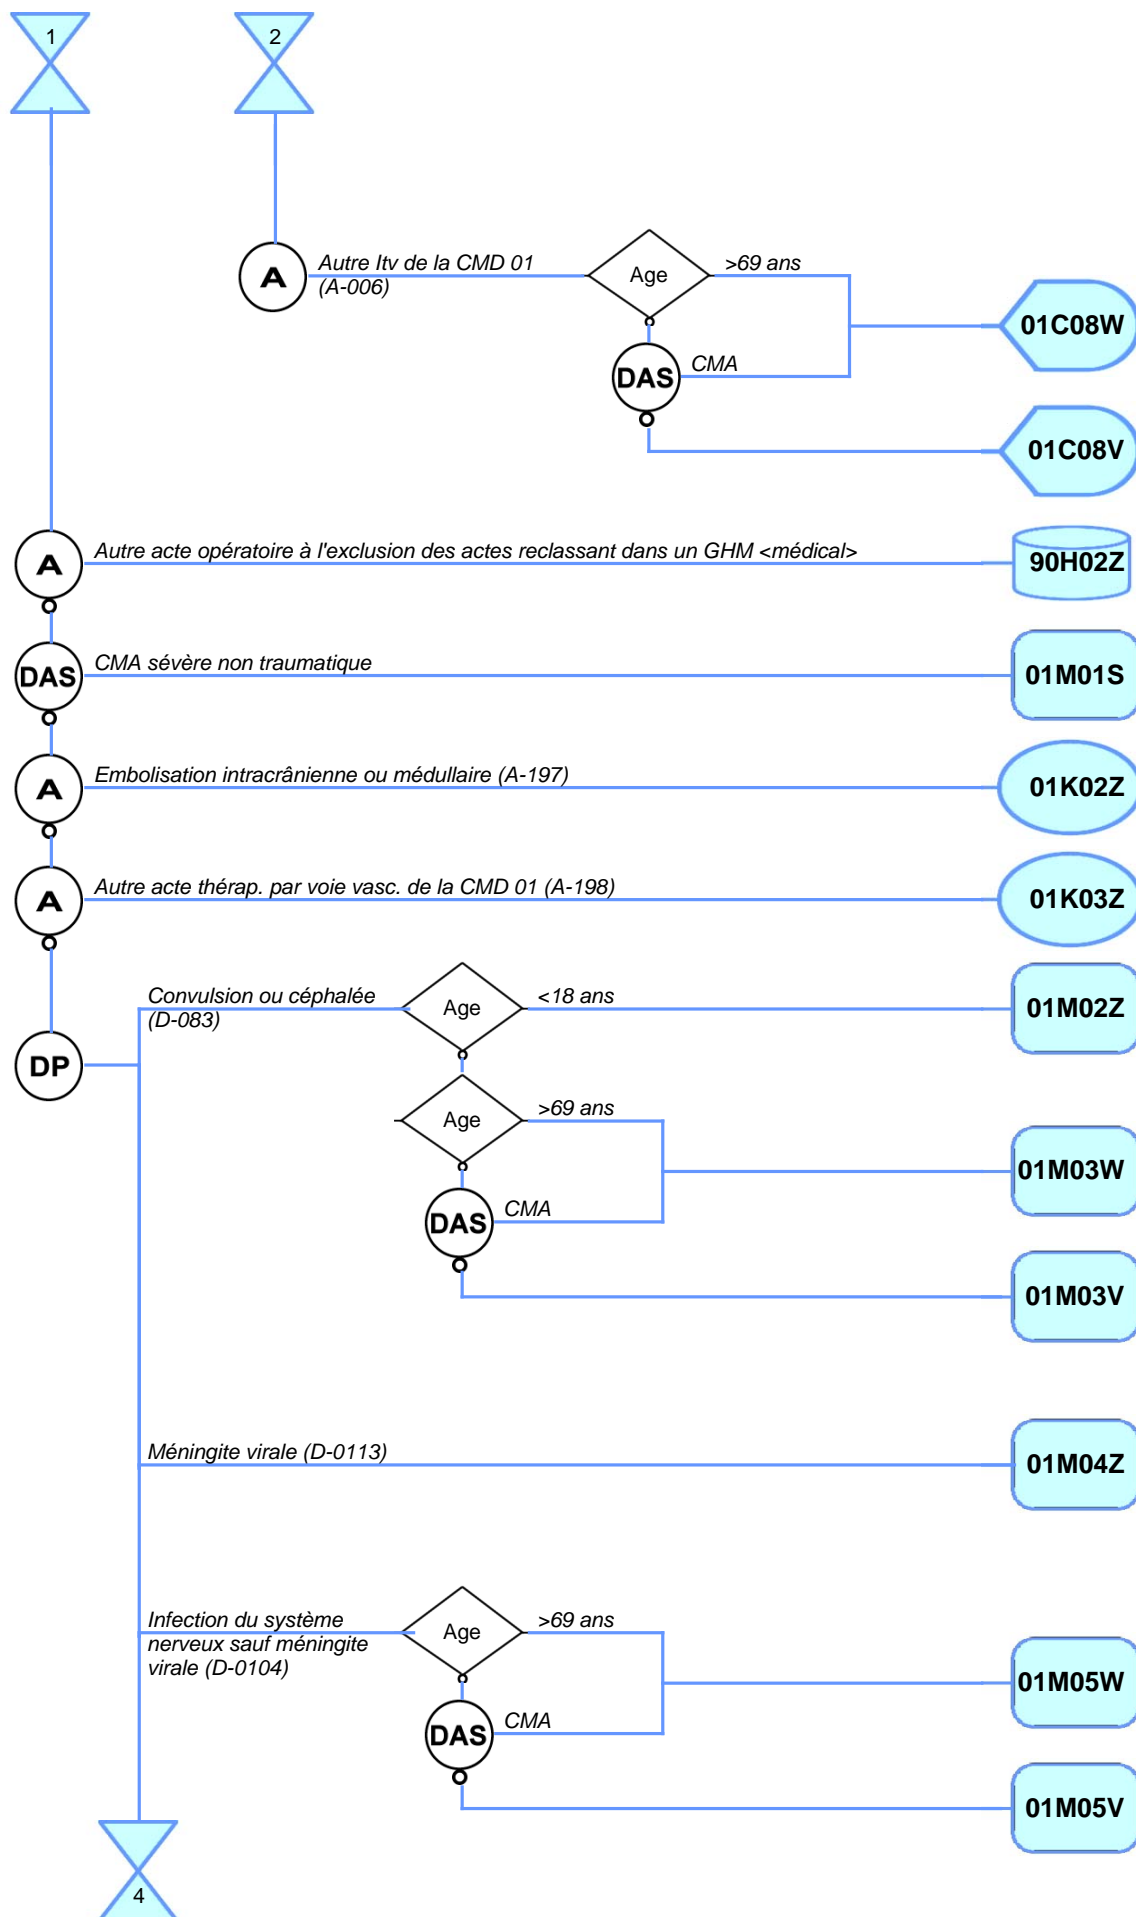 1
2
A
Autre Itv de la CMD 01
(A-006)
Age
>69 ans
01C08W
DAS
CMA
01C08V
A
Autre acte opératoire à l'exclusion des actes reclassant dans un GHM <médical>
90H02Z
DAS
CMA sévère non traumatique
01M01S
A
Embolisation intracrânienne ou médullaire (A-197)
01K02Z
A
Autre acte thérap. par voie vasc. de la CMD 01 (A-198)
01K03Z
DP
Convulsion ou céphalée
(D-083)
Age
<18 ans
01M02Z
Age
>69 ans
01M03W
DAS
CMA
01M03V
Méningite virale (D-0113)
01M04Z
Infection du système
nerveux sauf méningite
virale (D-0104)
Age
>69 ans
01M05W
DAS
CMA
01M05V
4